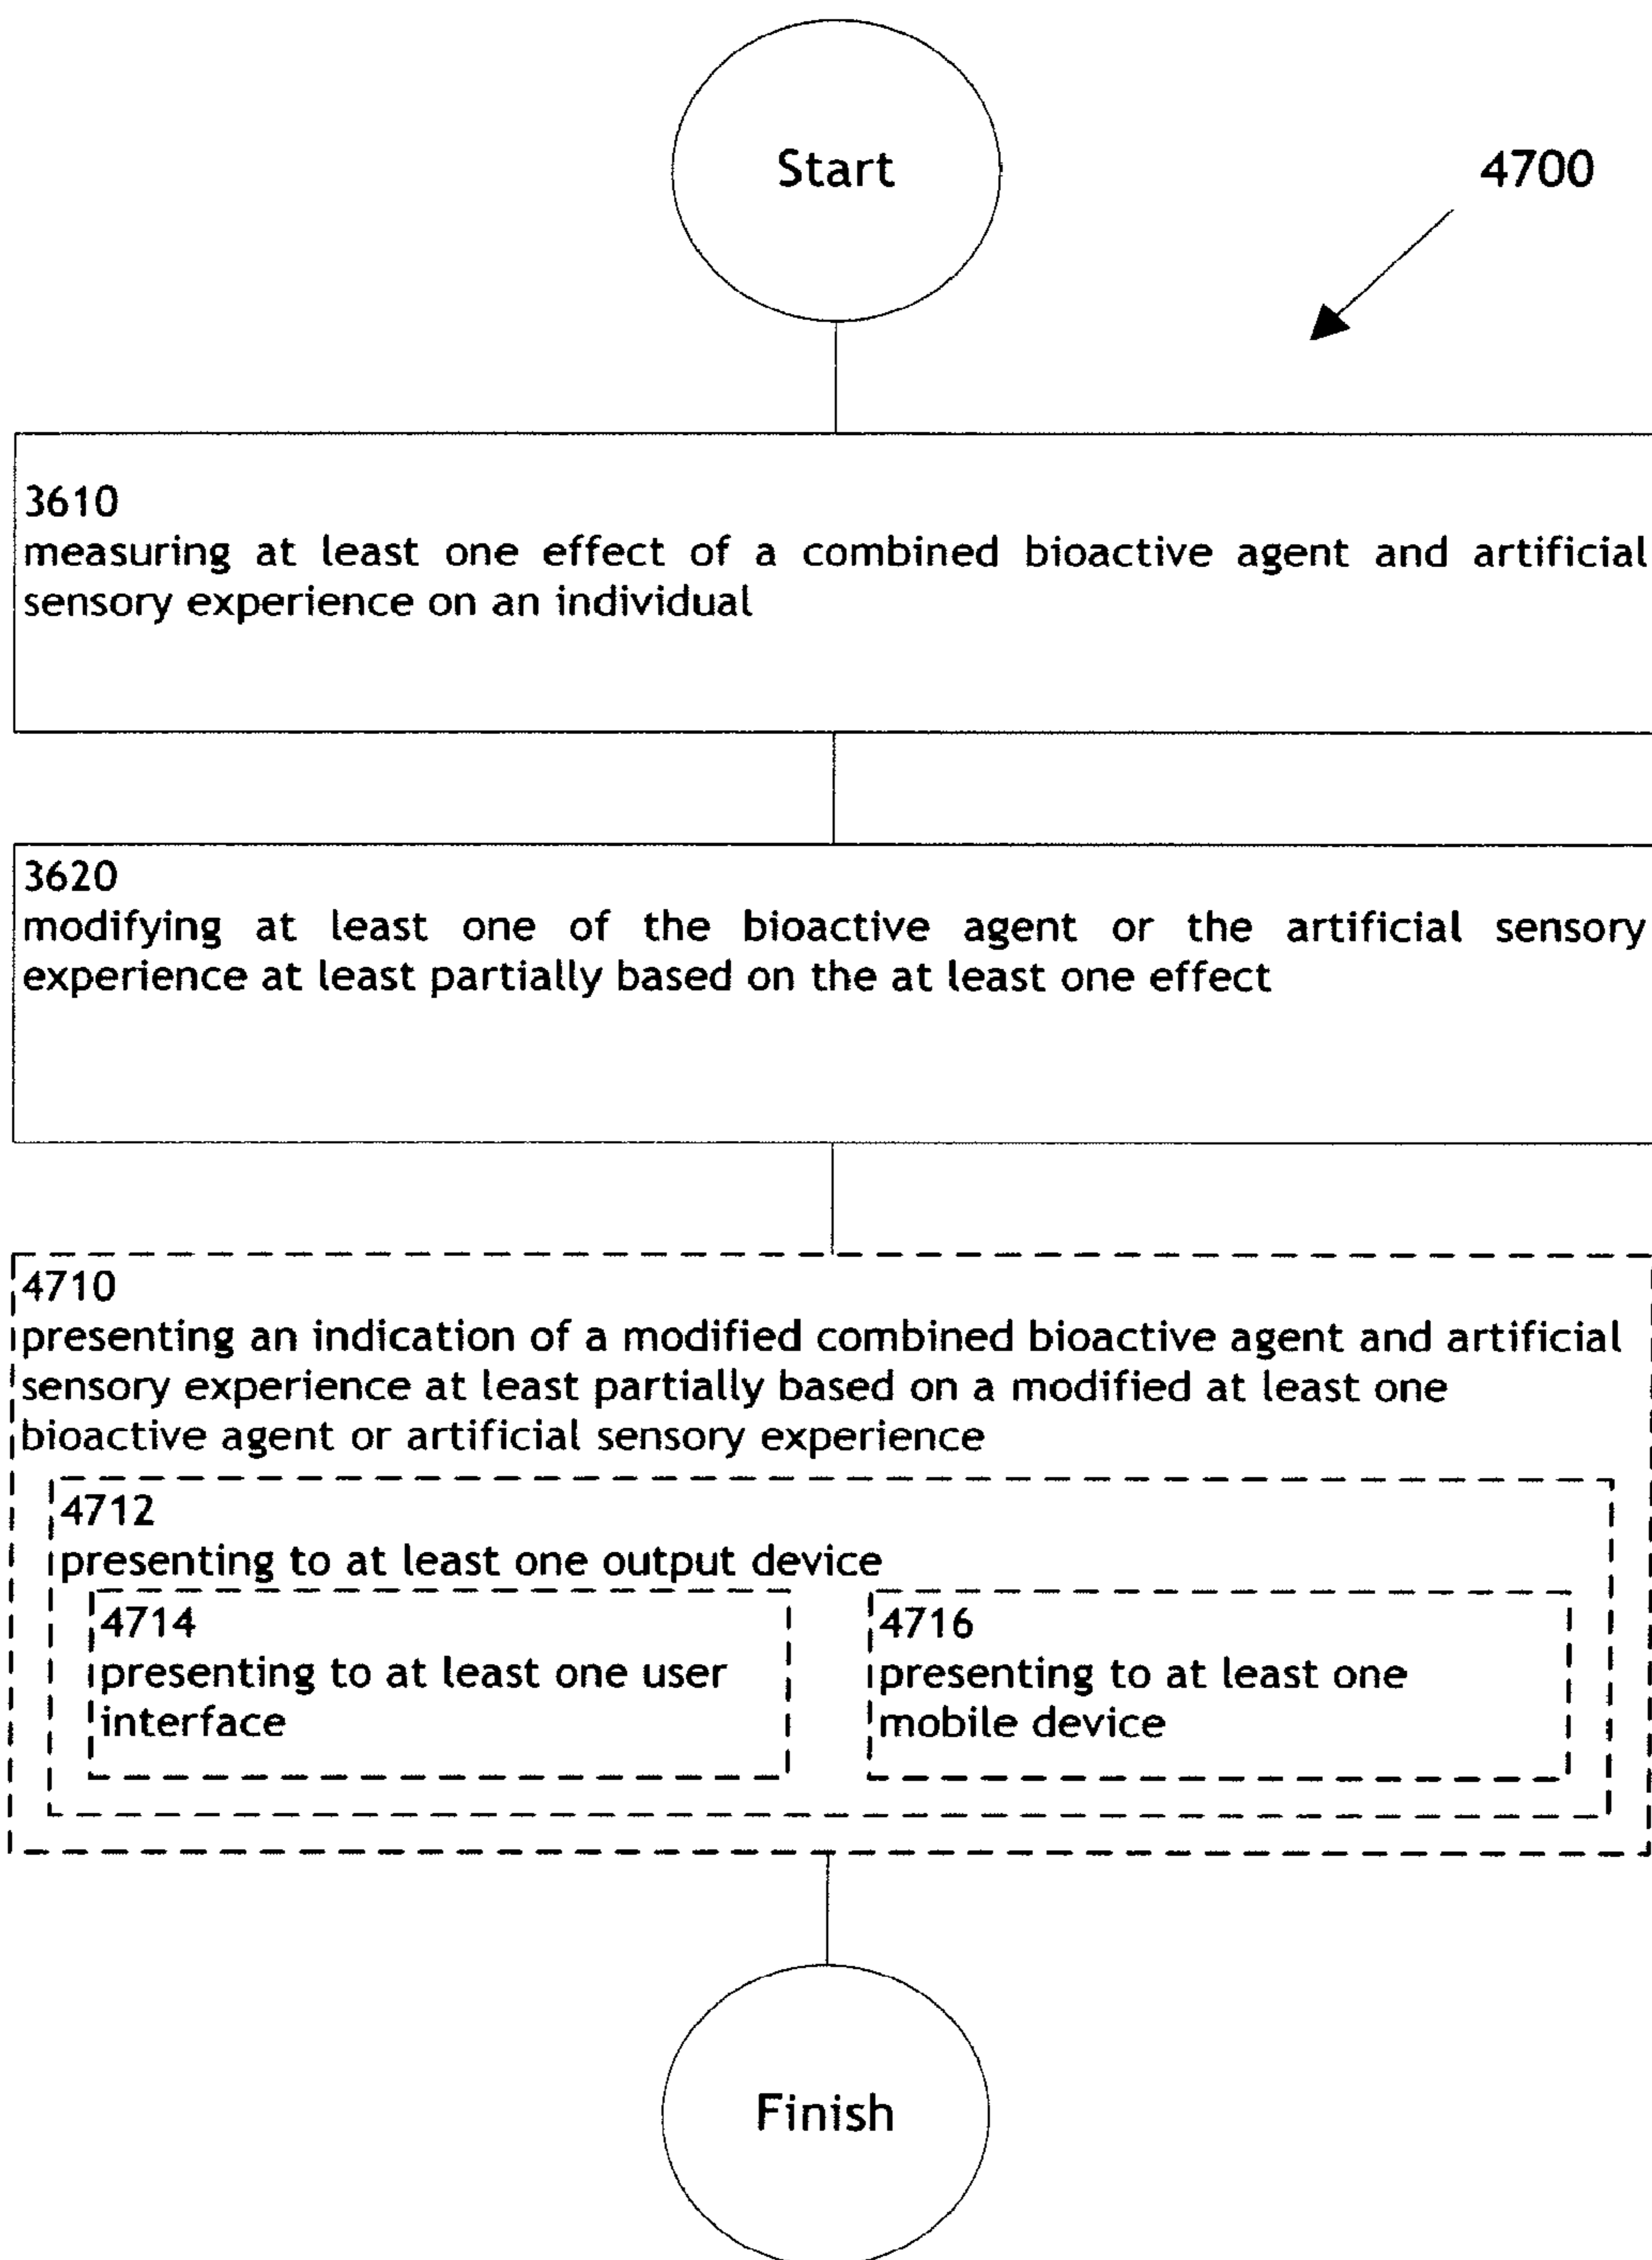 Start
4700
3610
measuring at least one effect of a combined bioactive agent and artificial
sensory experience on an individual
3620
modifying at least one of the bioactive agent or the artificial sensory
experience at least partially based on the at least one effect
4710
presenting an indication of a modified combined bioactive agent and artificial
sensory experience at least partially based on a modified at least one
bioactive agent or artificial sensory experience
4712
presenting to at least one output device
4714
presenting to at least one user
interface
4716
presenting to at least one
mobile device
Finish